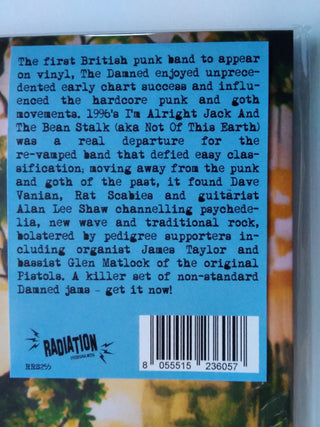 The first British punk band to appear
on vinyl, The Damned enjoyed unprece-
dented early chart success and influ-
enced the hardcore punk and goth
movements. 1996's I'm Alright Jack And
The Bean Stalk (aka Not Of This Earth)
was a real departure for the
re-vamped band that defied easy clas-
sification; moving away from the punk
and goth of the past, it found Dave
Vanian, Rat Scabies and guitarist
Alan Lee Shaw channelling psychede-
lia, new wave and traditional rock,
bolstered by pedigree supporters in-
cluding organist James Taylor and
bassist Glen Matlock of the original
Pistols. A killer set of non-standard
Damned jams - get it now!
RADIATION
RRS255
8 055515 236057